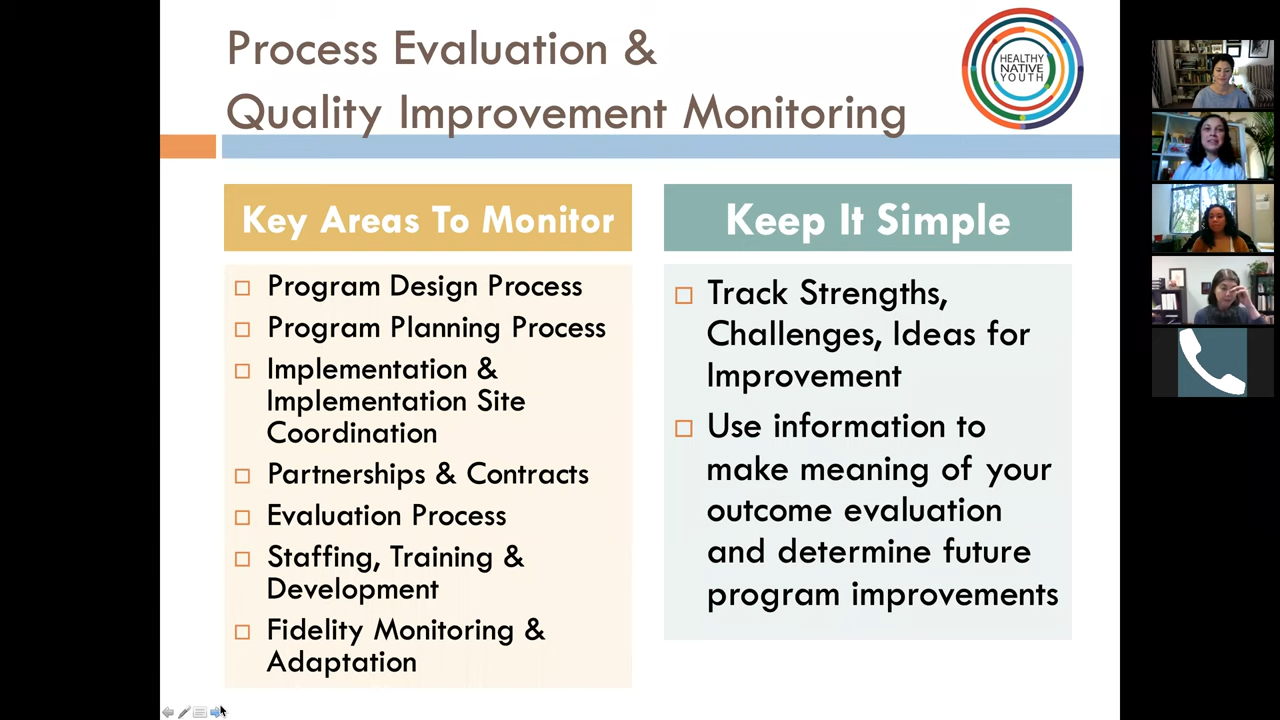 Process Evaluation &
Quality Improvement Monitoring
HEALTHY
NATIVE
YOUTH
Key Areas To Monitor
Program Design Process
Program Planning Process
Implementation &
Implementation Site
Coordination
Partnerships & Contracts
Evaluation Process
Staffing, Training &
Development
Fidelity Monitoring &
Adaptation
Keep It Simple
Track Strengths,
Challenges, Ideas for
Improvement
Use information to
make meaning of your
outcome evaluation
and determine future
program improvements